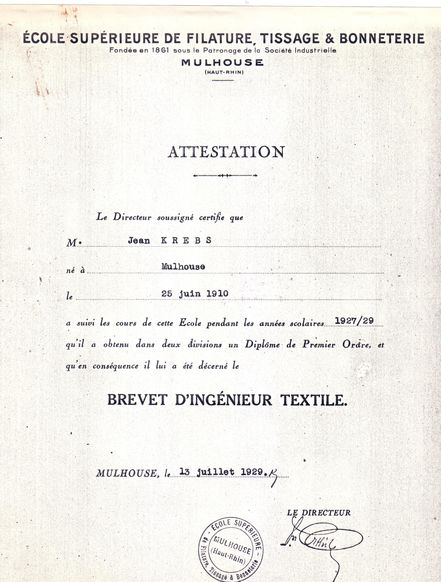 ÉCOLE SUPÉRIEURE DE FILATURE, TISSAGE & BONNETERIE
Fondée en 1861 sous le Patronage de la Société Industrielle
MULHOUSE
(HAUT-RHIN)
ATTESTATION
Le Directeur soussigné certifie que
M. Jean KREBS
né à Mulhouse
le 25 juin 1910
a suivi les cours de cette Ecole pendant les années scolaires 1927/29
qu'il a obtenu dans deux divisions un Diplôme de Premier Ordre, et
qu'en conséquence il lui a été décerné le
BREVET D'INGÉNIEUR TEXTILE.
MULHOUSE, le 13 juillet 1929.
LE DIRECTEUR
ÉCOLE SUPÉRIEURE
MULHOUSE
(Haut-Rhin)
de Filature, Tissage & Bonneterie